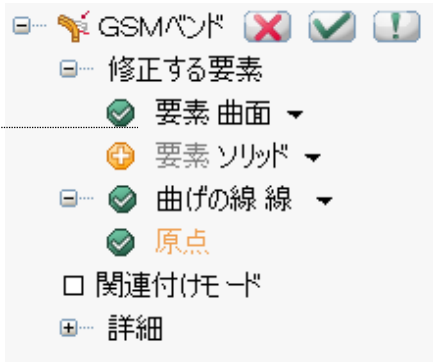 GSMベンド
修正する要素
要素 曲面
要素 ソリッド
曲げの線 線
原点
関連付けモード
詳細